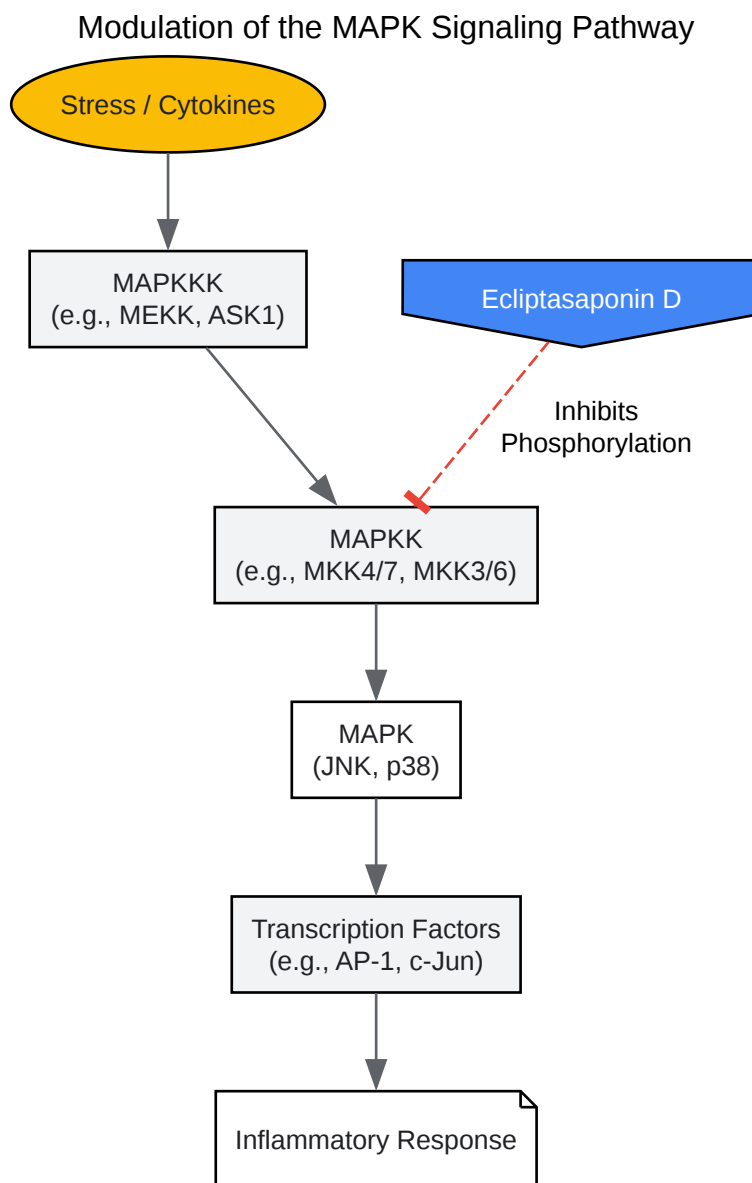 Modulation of the MAPK Signaling Pathway
Stress / Cytokines
MAPKKK
(e.g., MEKK, ASK1)
Ecliptasaponin D
Inhibits
Phosphorylation
MAPKK
(e.g., MKK4/7, MKK3/6)
MAPK
(JNK, p38)
Transcription Factors
(e.g., AP-1, c-Jun)
Inflammatory Response